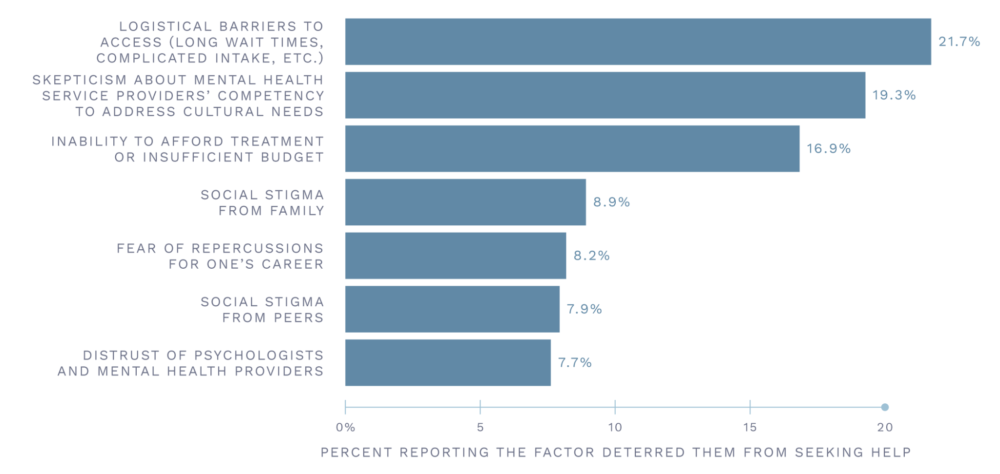 LOGISTICAL BARRIERS TO
ACCESS (LONG WAIT TIMES,
COMPLICATED INTAKE, ETC.)
21.7%
SKEPTICISM ABOUT MENTAL HEALTH
SERVICE PROVIDERS’ COMPETENCY
TO ADDRESS CULTURAL NEEDS
19.3%
INABILITY TO AFFORD TREATMENT
OR INSUFFICIENT BUDGET
16.9%
SOCIAL STIGMA
FROM FAMILY
8.9%
FEAR OF REPERCUSSIONS
FOR ONE’S CAREER
8.2%
SOCIAL STIGMA
FROM PEERS
7.9%
DISTRUST OF PSYCHOLOGISTS
AND MENTAL HEALTH PROVIDERS
7.7%
0% 5 10 15 20
PERCENT REPORTING THE FACTOR DETERRED THEM FROM SEEKING HELP